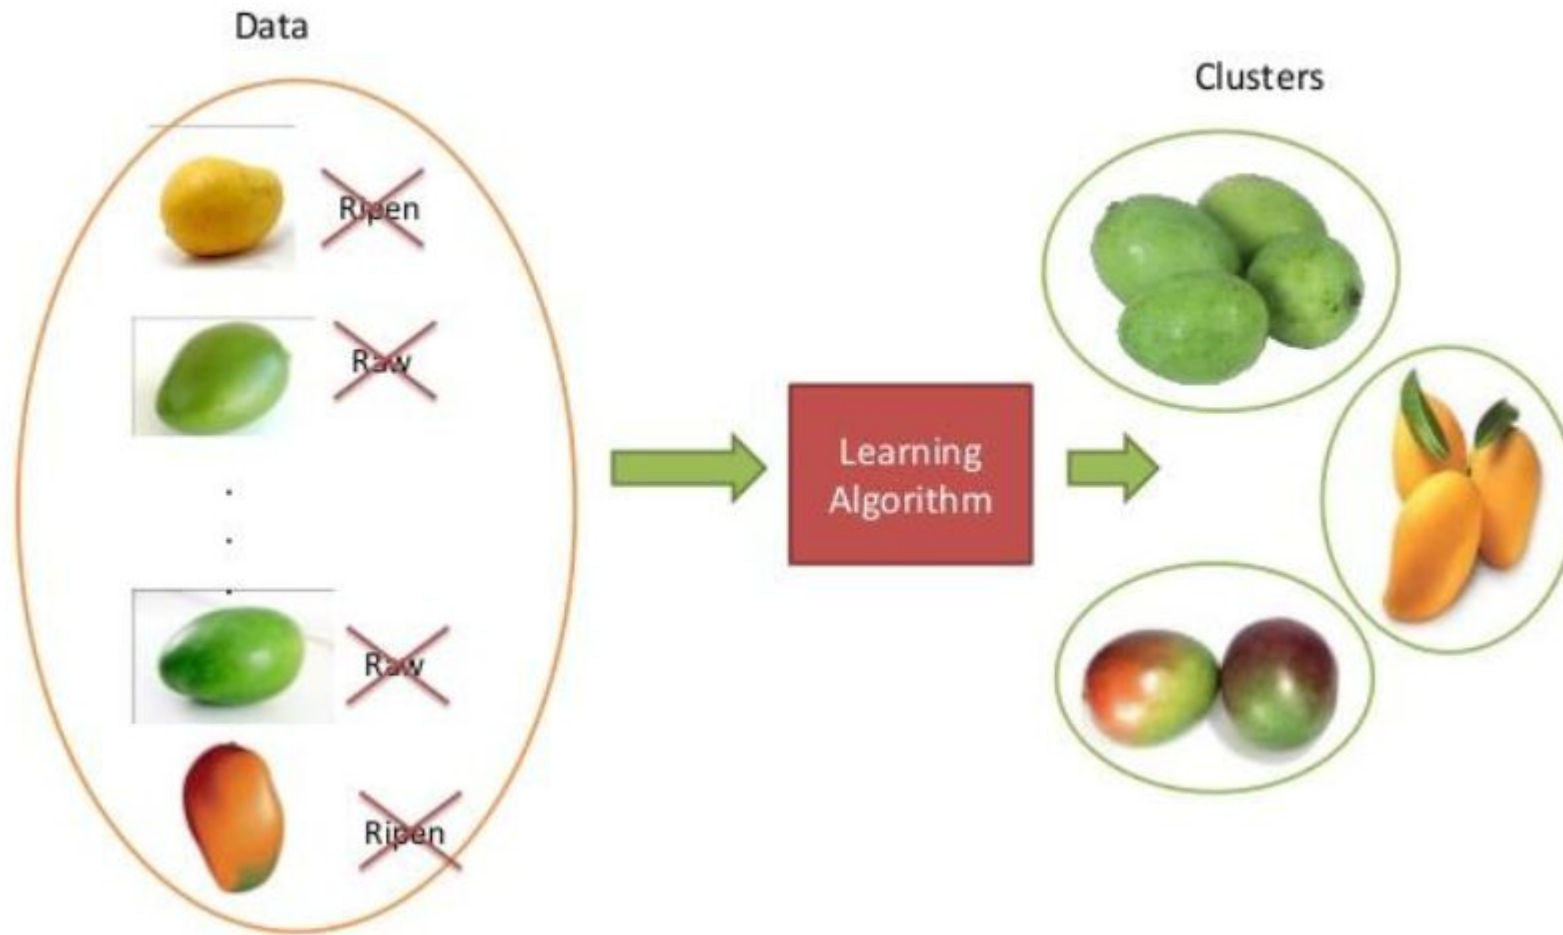 Data
Clusters
Ripen
Raw
Learning
Algorithm
Raw
Ripen